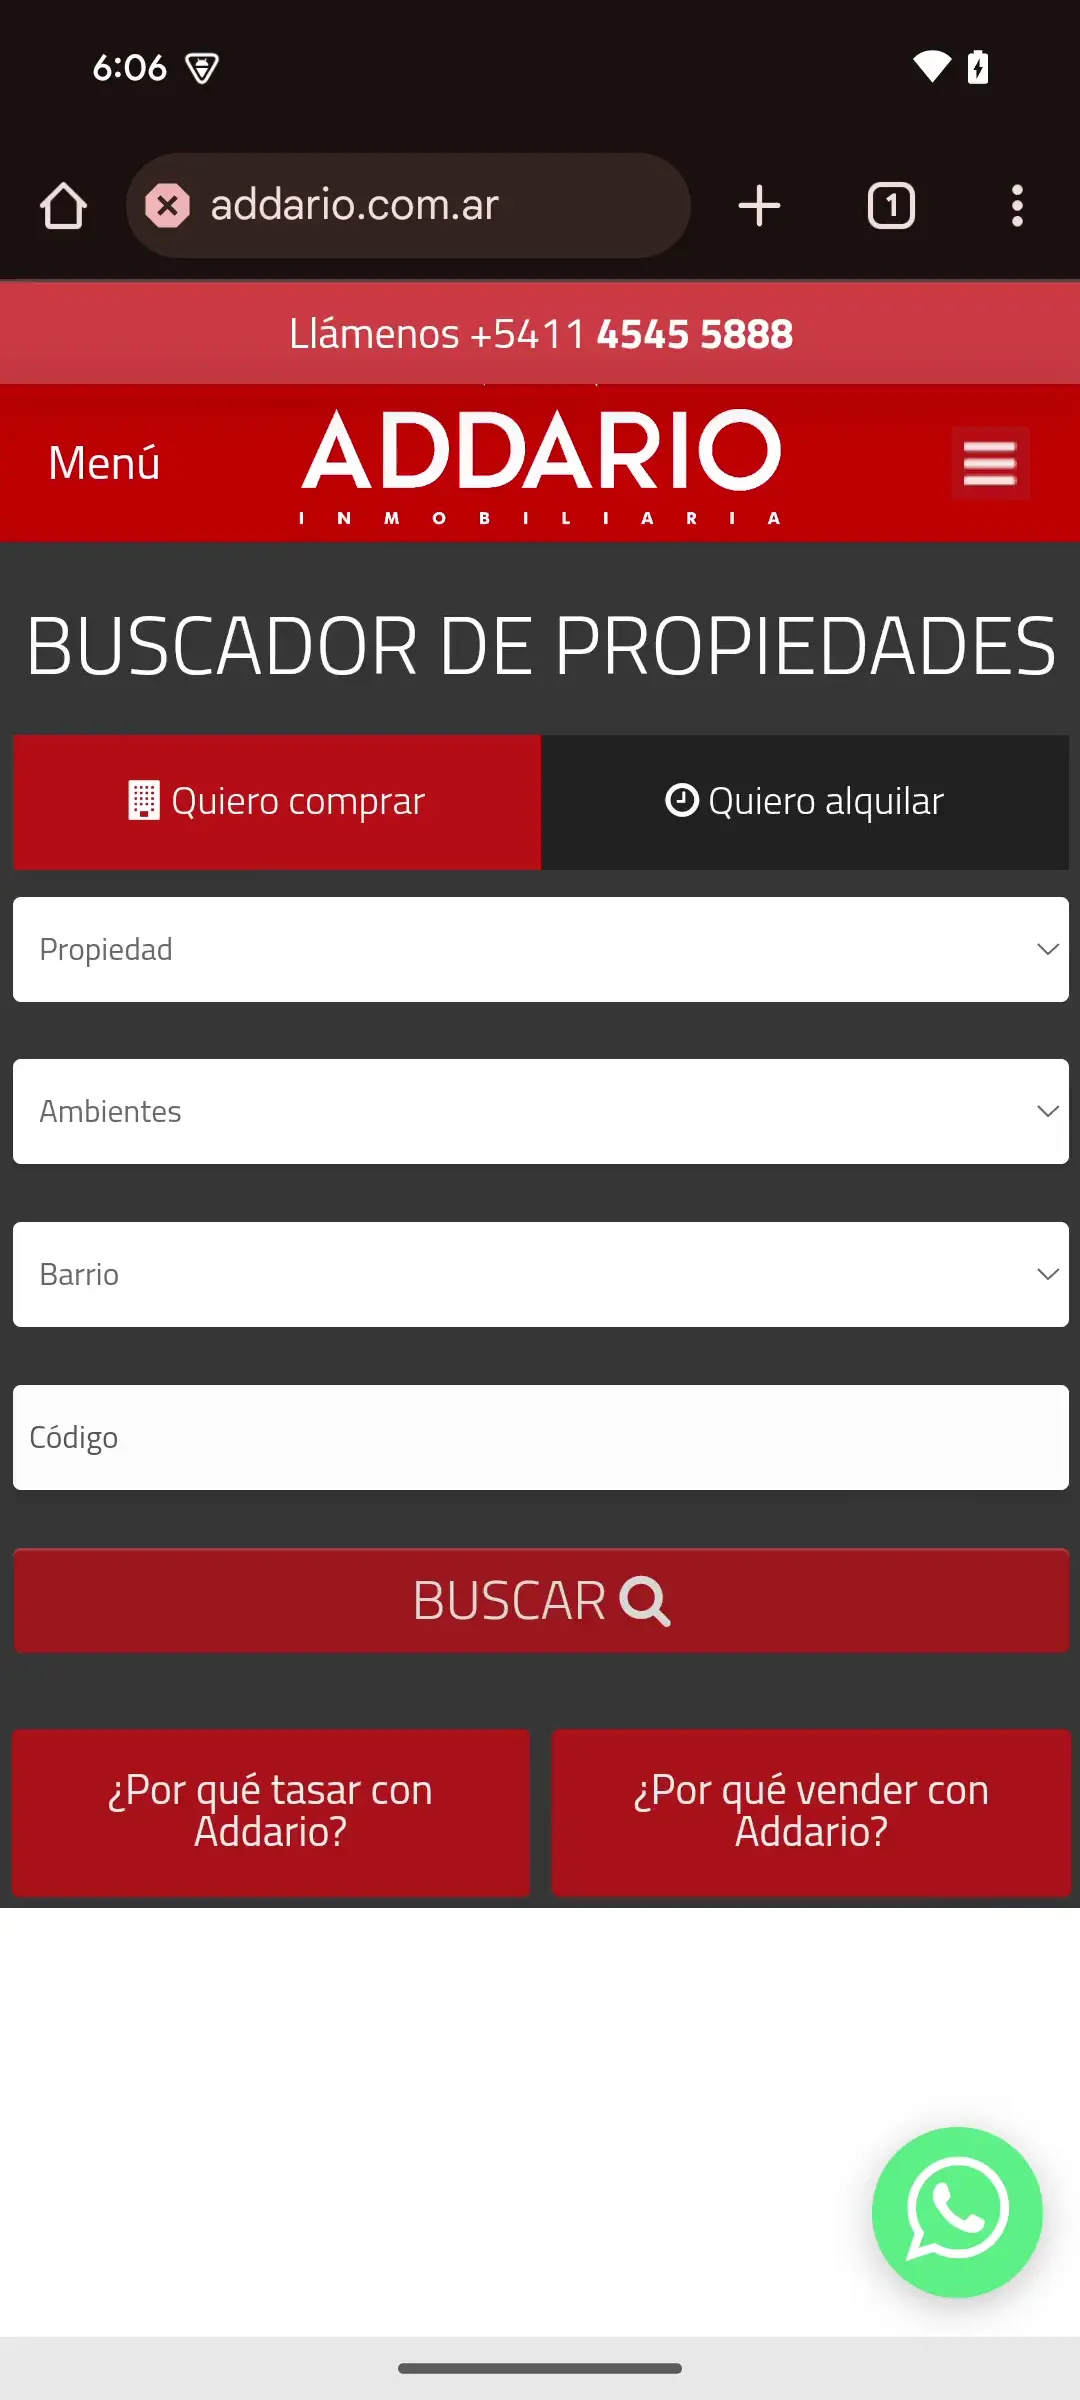 6:06
addario.com.ar
1
Llámenos +5411 4545 5888
Menú
ADDARIO
INMOBILIARIA
BUSCADOR DE PROPIEDADES
Quiero comprar
Quiero alquilar
Propiedad
Ambientes
Barrio
Código
BUSCAR
¿Por qué tasar con
Addario?
¿Por qué vender con
Addario?